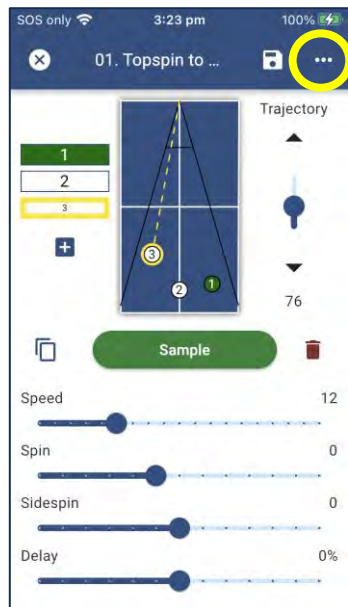 SOS only 3:23 pm 100%
01. Topspin to ...
Trajectory
1
2
3
3
2
1
76
Sample
Speed 12
Spin 0
Sidespin 0
Delay 0%